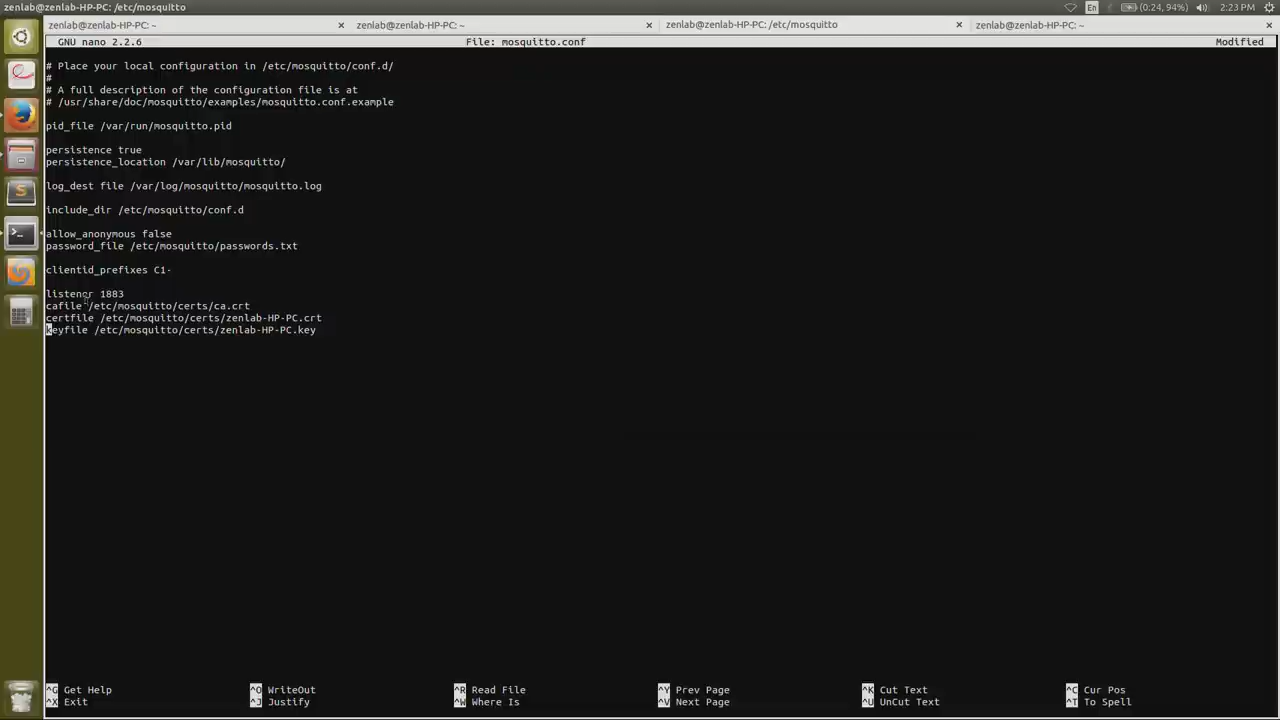 zenlab@zenlab-HP-PC: /etc/mosquitto
En
(0:24, 94%)
2:23 PM
zenlab@zenlab-HP-PC: ~
zenlab@zenlab-HP-PC: ~
zenlab@zenlab-HP-PC: /etc/mosquitto
zenlab@zenlab-HP-PC: ~
GNU nano 2.2.6 File: mosquitto.conf Modified
# Place your local configuration in /etc/mosquitto/conf.d/
#
# A full description of the configuration file is at
# /usr/share/doc/mosquitto/examples/mosquitto.conf.example
pid_file /var/run/mosquitto.pid
persistence true
persistence_location /var/lib/mosquitto/
log_dest file /var/log/mosquitto/mosquitto.log
include_dir /etc/mosquitto/conf.d
allow_anonymous false
password_file /etc/mosquitto/passwords.txt
clientid_prefixes C1-
listener 1883
cafile /etc/mosquitto/certs/ca.crt
certfile /etc/mosquitto/certs/zenlab-HP-PC.crt
keyfile /etc/mosquitto/certs/zenlab-HP-PC.key
^G Get Help ^O WriteOut ^R Read File ^Y Prev Page ^K Cut Text ^C Cur Pos
^X Exit ^J Justify ^W Where Is ^V Next Page ^U UnCut Text ^T To Spell